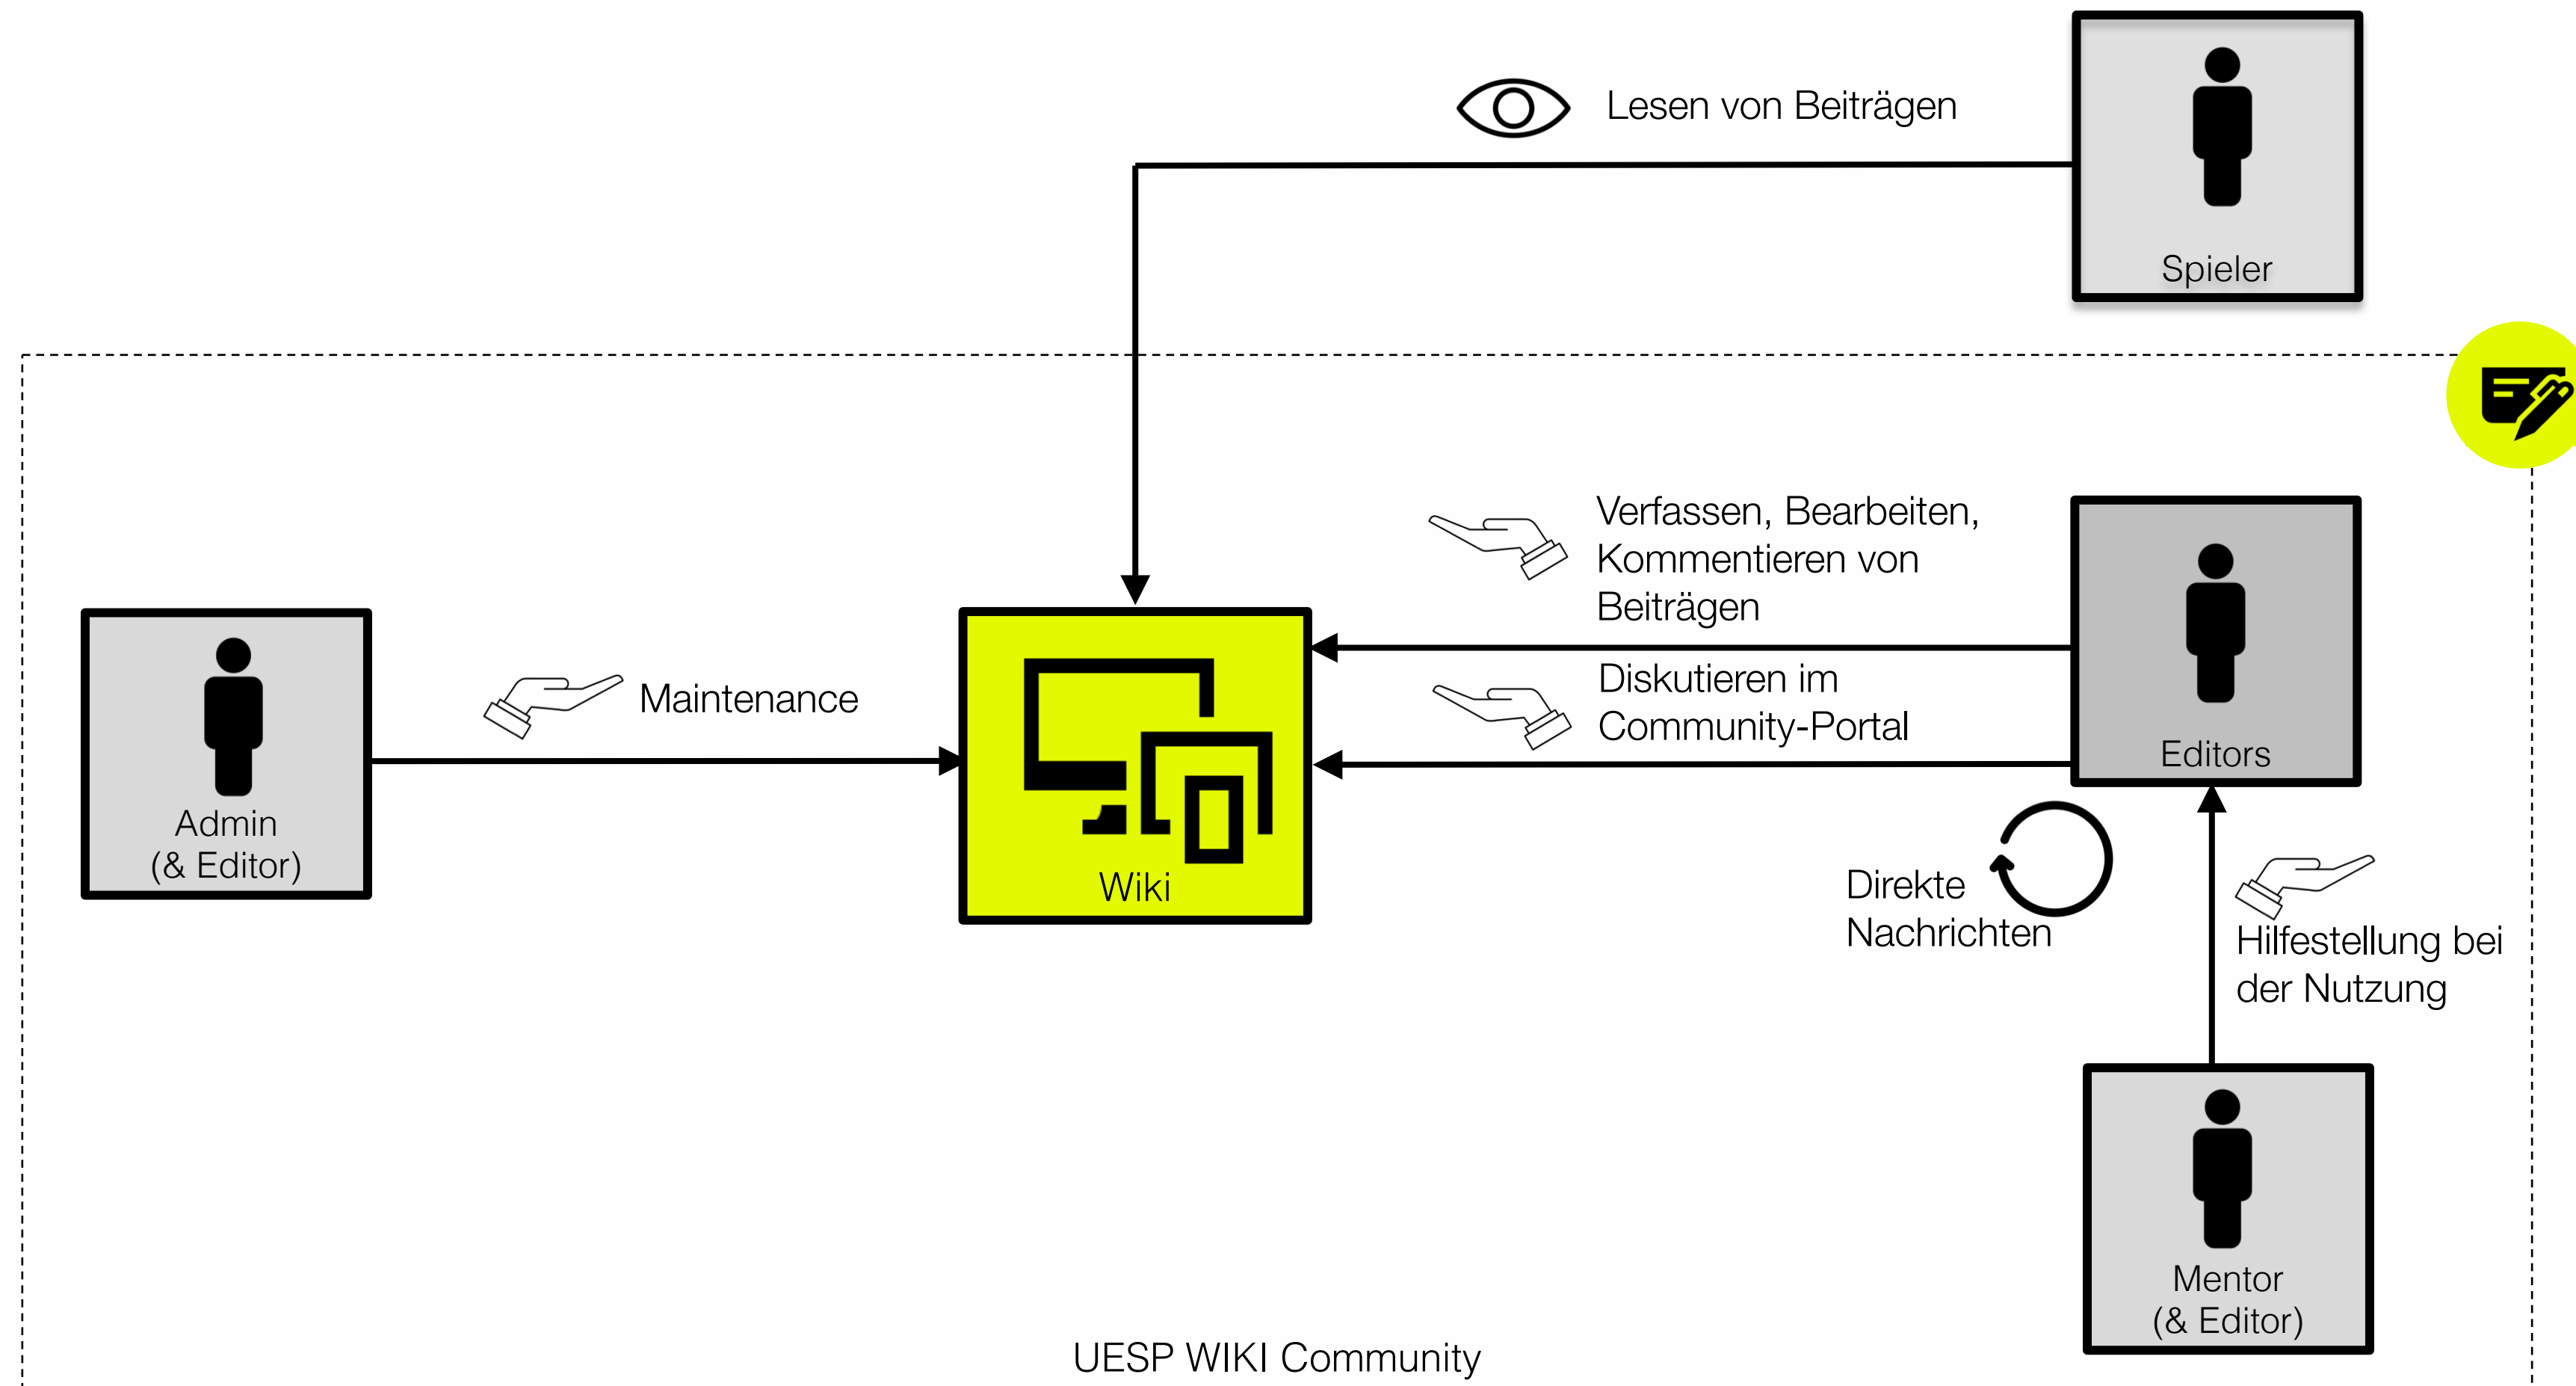 Lesen von Beiträgen
Spieler
Verfassen, Bearbeiten,
Kommentieren von
Beiträgen
Diskutieren im
Community-Portal
Editors
Maintenance
Admin
(& Editor)
Wiki
Direkte
Nachrichten
Hilfestellung bei
der Nutzung
Mentor
(& Editor)
UESP WIKI Community